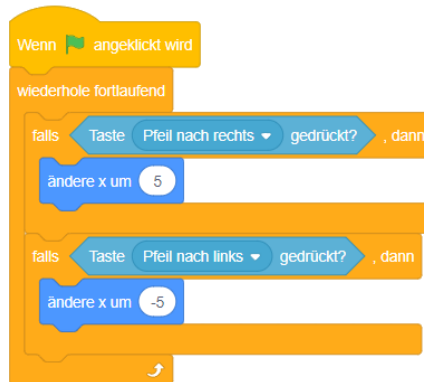 Wenn angeklickt wird
wiederhole fortlaufend
falls Taste Pfeil nach rechts gedrückt? , dann
ändere x um 5
falls Taste Pfeil nach links gedrückt? , dann
ändere x um -5